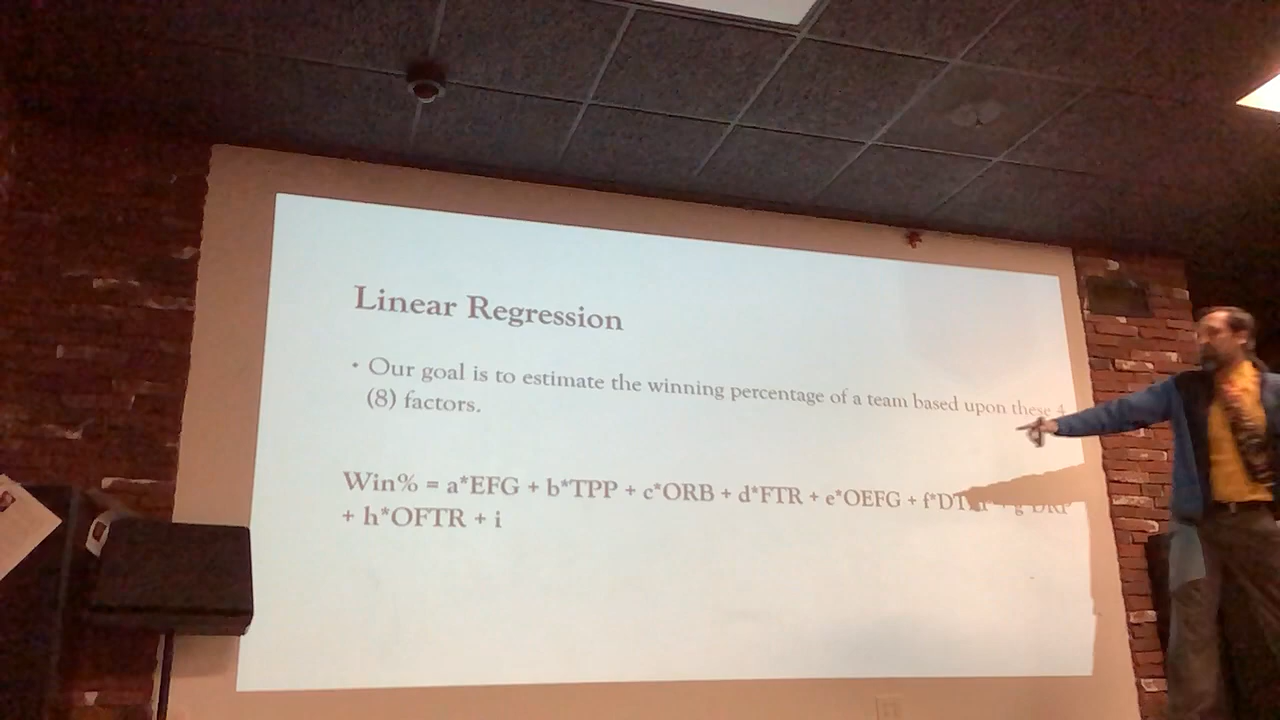 Linear Regression
• Our goal is to estimate the winning percentage of a team based upon these 4
(8) factors.
Win% = a*EFG + b*TPP + c*ORB + d*FTR + e*OEFG +
+ h*OFTR + i